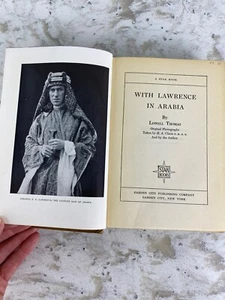 A STAR BOOK
WITH LAWRENCE
IN ARABIA
By
LOWELL THOMAS
Original Photographs
Taken by H. A. Chase
And by the Author
STAR
BOOKS
GARDEN CITY PUBLISHING COMPANY
GARDEN CITY, NEW YORK